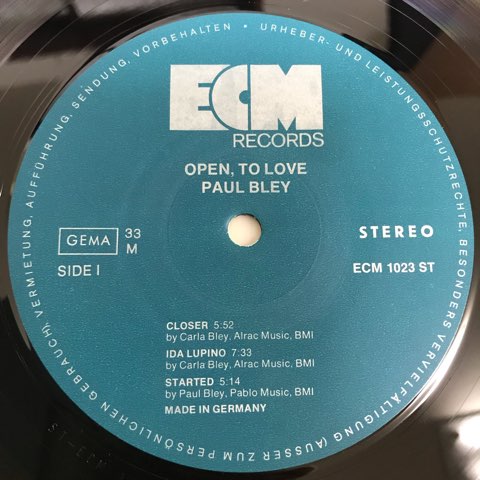 URHEBER- UND LEISTUNGSSCHUTZRECHTE, BESONDERS VERVIELFÄLTIGUNG (AUSSER ZUM PERSÖNLICHEN GEBRAUCH), VERMIETUNG, AUFFÜHRUNG, SENDUNG, VORBEHALTEN •
ECM
RECORDS
OPEN, TO LOVE
PAUL BLEY
GEMA
33
M
STEREO
SIDE I
ECM 1023 ST
CLOSER 5:52
by Carla Bley, Alrac Music, BMI
IDA LUPINO 7:33
by Carla Bley, Alrac Music, BMI
STARTED 5:14
by Paul Bley, Pablo Music, BMI
MADE IN GERMANY